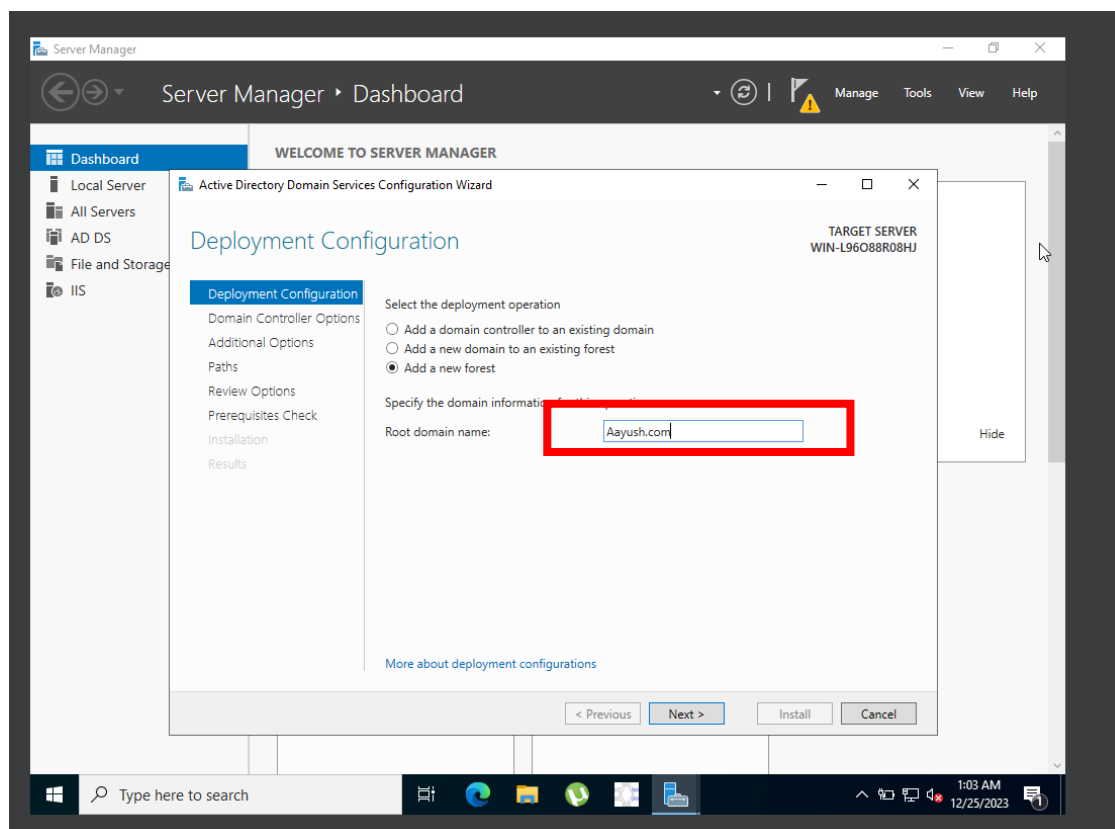 Server Manager
Server Manager • Dashboard
Manage Tools View Help
Dashboard
Local Server
All Servers
AD DS
File and Storage
IIS
WELCOME TO SERVER MANAGER
Active Directory Domain Services Configuration Wizard
Deployment Configuration
TARGET SERVER
WIN-L96O88R08HJ
Deployment Configuration
Domain Controller Options
Additional Options
Paths
Review Options
Prerequisites Check
Installation
Results
Select the deployment operation
Add a domain controller to an existing domain
Add a new domain to an existing forest
Add a new forest
Specify the domain information
Root domain name: Aayush.com
More about deployment configurations
Hide
< Previous Next > Install Cancel
Type here to search
1:03 AM
12/25/2023
1